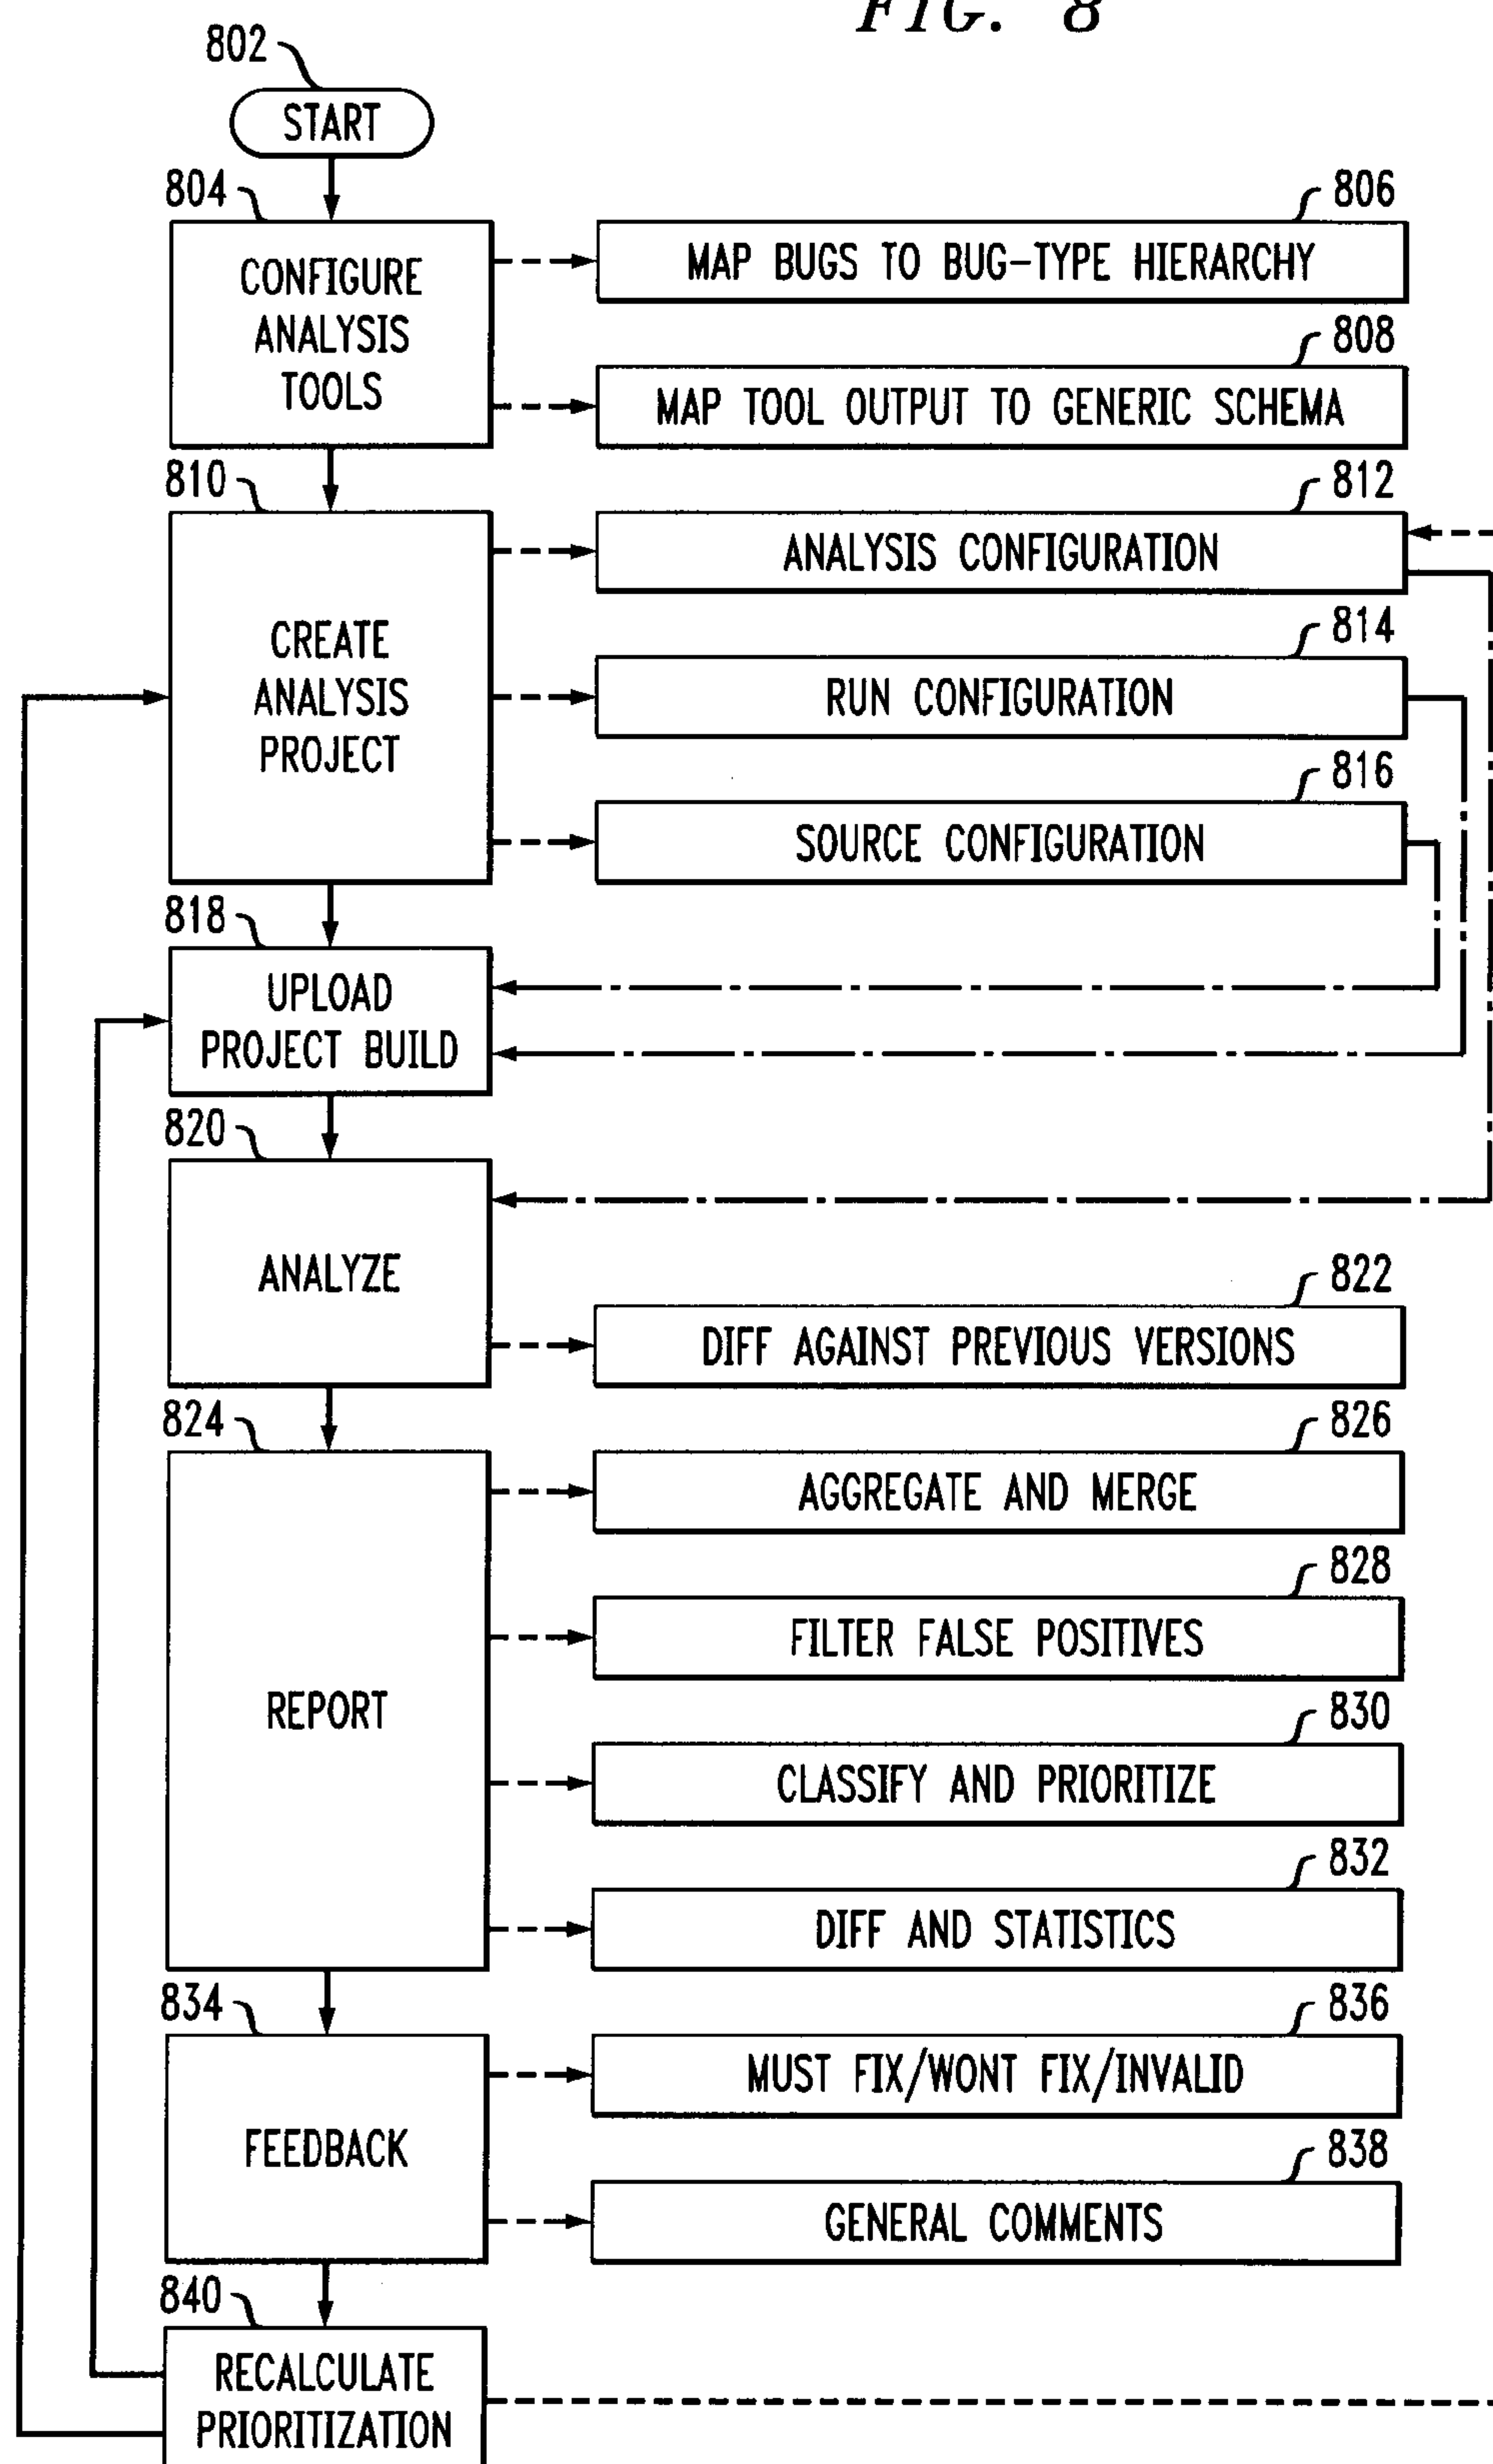 FIG. 8
802
START
804
CONFIGURE
ANALYSIS
TOOLS
806
MAP BUGS TO BUG-TYPE HIERARCHY
808
MAP TOOL OUTPUT TO GENERIC SCHEMA
810
CREATE
ANALYSIS
PROJECT
812
ANALYSIS CONFIGURATION
814
RUN CONFIGURATION
816
SOURCE CONFIGURATION
818
UPLOAD
PROJECT BUILD
820
ANALYZE
822
DIFF AGAINST PREVIOUS VERSIONS
824
REPORT
826
AGGREGATE AND MERGE
828
FILTER FALSE POSITIVES
830
CLASSIFY AND PRIORITIZE
832
DIFF AND STATISTICS
834
FEEDBACK
836
MUST FIX/WONT FIX/INVALID
838
GENERAL COMMENTS
840
RECALCULATE
PRIORITIZATION